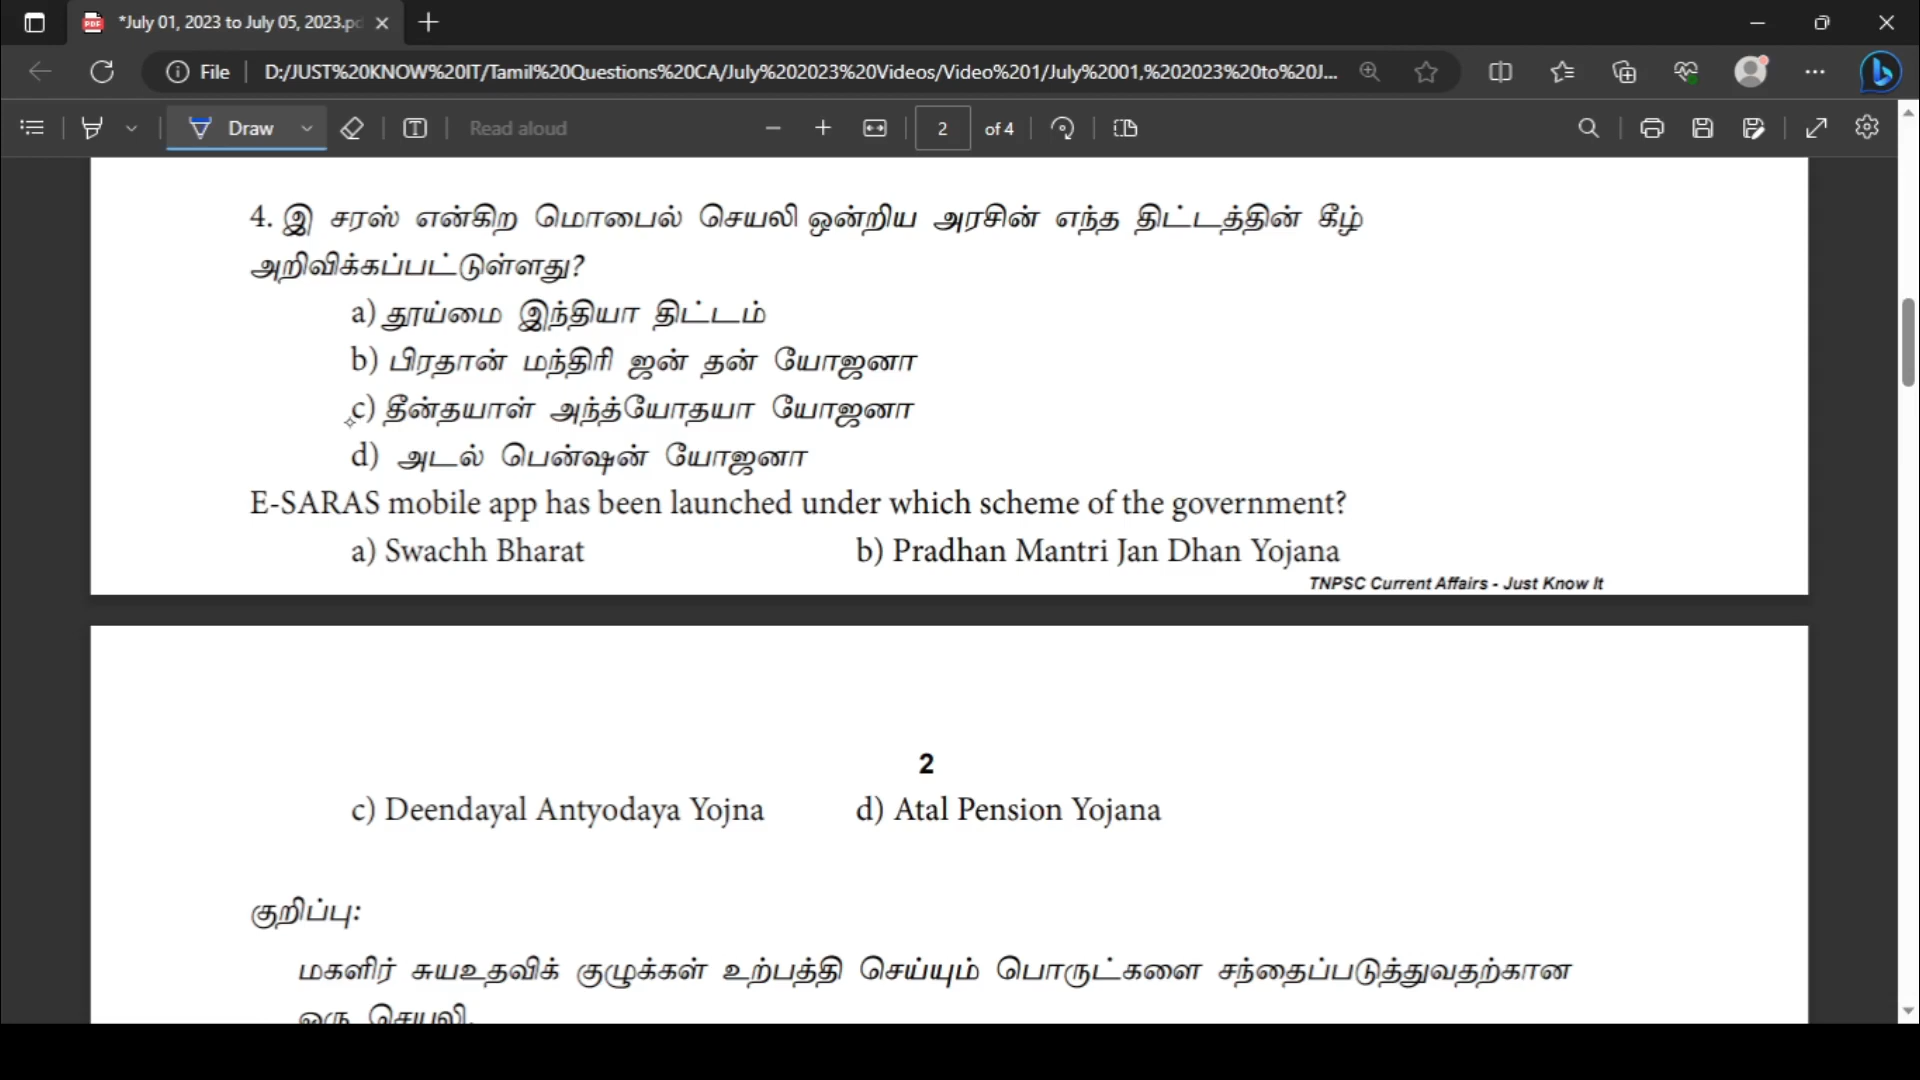 *July 01, 2023 to July 05, 2023.pd
File
D:/JUST%20KNOW%20IT/Tamil%20Questions%20CA/July%202023%20Videos/Video%201/July%2001,%202023%20to%20J...
Draw
Read aloud
2 of 4
4. இ சரஸ் என்கிற மொபைல் செயலி ஒன்றிய அரசின் எந்த திட்டத்தின் கீழ்
அறிவிக்கப்பட்டுள்ளது?
a) தூய்மை இந்தியா திட்டம்
b) பிரதான் மந்திரி ஜன் தன் யோஜனா
c) தீன்தயாள் அந்த்யோதயா யோஜனா
d) அடல் பென்ஷன் யோஜனா
E-SARAS mobile app has been launched under which scheme of the government?
a) Swachh Bharat b) Pradhan Mantri Jan Dhan Yojana
TNPSC Current Affairs - Just Know It
2
c) Deendayal Antyodaya Yojna d) Atal Pension Yojana
குறிப்பு:
மகளிர் சுயஉதவிக் குழுக்கள் உற்பத்தி செய்யும் பொருட்களை சந்தைப்படுத்துவதற்கான
ஒரு செயலி.